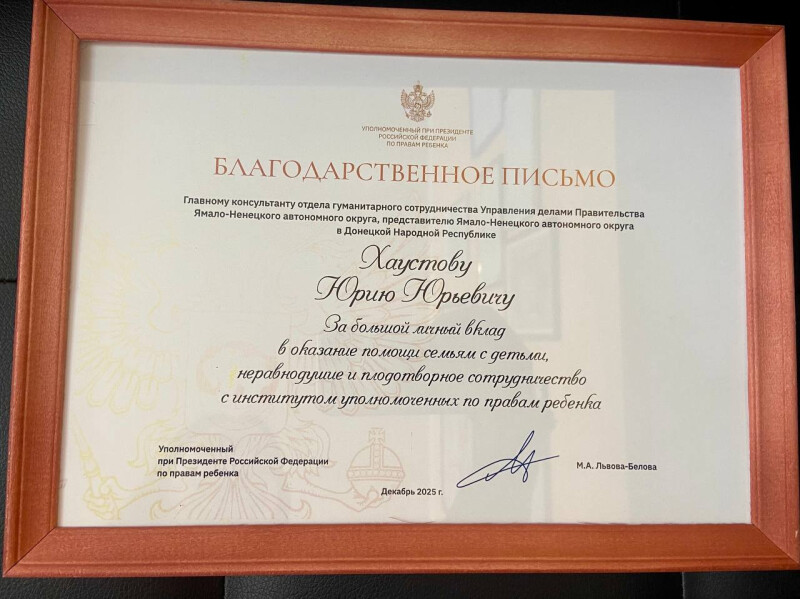 УПОЛНОМОЧЕННЫЙ ПРИ ПРЕЗИДЕНТЕ
РОССИЙСКОЙ ФЕДЕРАЦИИ
ПО ПРАВАМ РЕБЕНКА
БЛАГОДАРСТВЕННОЕ ПИСЬМО
Главному консультанту отдела гуманитарного сотрудничества Управления делами Правительства
Ямало-Ненецкого автономного округа, представителю Ямало-Ненецкого автономного округа
в Донецкой Народной Республике
Хаустову
Юрию Юрьевичу
За большой личный вклад
в оказание помощи семьям с детьми,
неравнодушие и плодотворное сотрудничество
с институтом уполномоченных по правам ребенка
Уполномоченный
при Президенте Российской Федерации
по правам ребенка
М.А. Львова-Белова
Декабрь 2025 г.